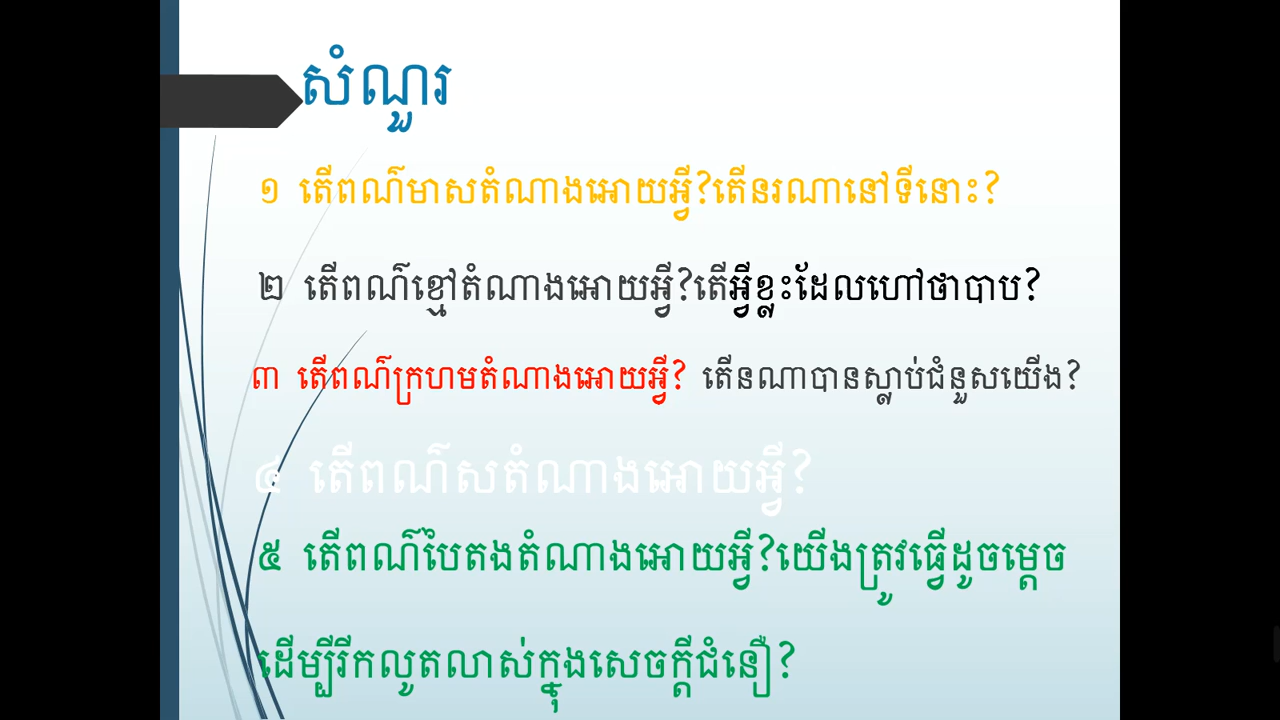 សំណួរ
១ តើពណ៌មាសតំណាងអោយអ្វី?តើនរណានៅទីនោះ?
២ តើពណ៌ខ្មៅតំណាងអោយអ្វី?តើអ្វីខ្លះដែលហៅថាបាប?
៣ តើពណ៌ក្រហមតំណាងអោយអ្វី? តើនណាបានស្លាប់ជំនួសយើង?
៤ តើពណ៌សតំណាងអោយអ្វី?
៥ តើពណ៌បៃតងតំណាងអោយអ្វី?យើងត្រូវធ្វើដូចម្ដេច
ដើម្បីរីកលូតលាស់ក្នុងសេចក្ដីជំនឿ?